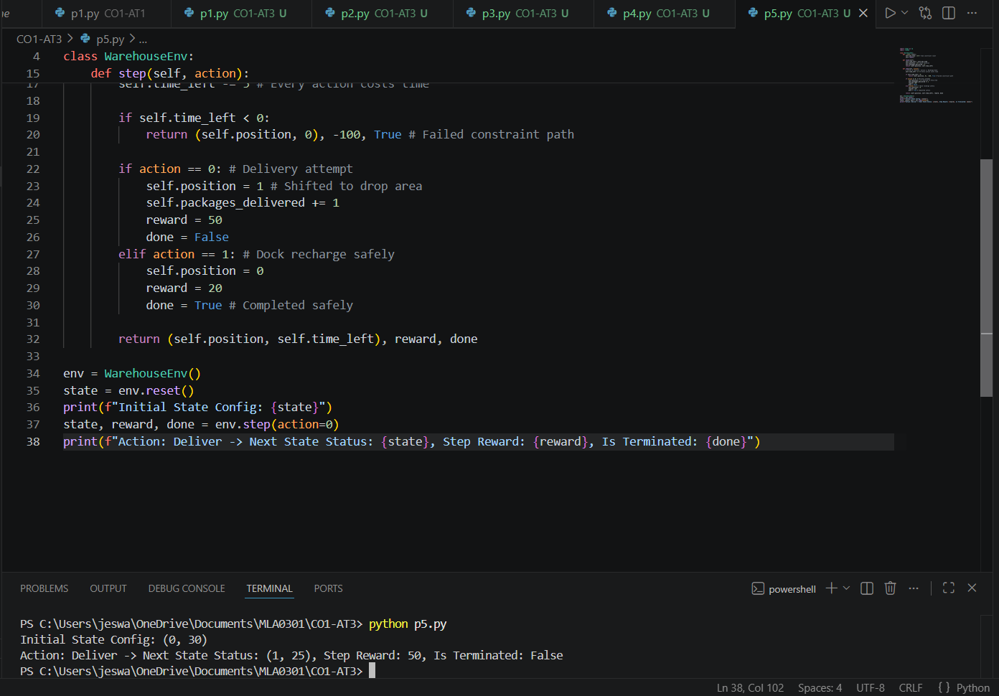 p1.py CO1-AT1 p1.py CO1-AT3 U p2.py CO1-AT3 U p3.py CO1-AT3 U p4.py CO1-AT3 U p5.py CO1-AT3 U
CO1-AT3 > p5.py > ...
4 class WarehouseEnv:
15 def step(self, action):
17 self.time_left -= 5 # Every action costs time
18
19 if self.time_left < 0:
20 return (self.position, 0), -100, True # Failed constraint path
21
22 if action == 0: # Delivery attempt
23 self.position = 1 # Shifted to drop area
24 self.packages_delivered += 1
25 reward = 50
26 done = False
27 elif action == 1: # Dock recharge safely
28 self.position = 0
29 reward = 20
30 done = True # Completed safely
31
32 return (self.position, self.time_left), reward, done
33
34 env = WarehouseEnv()
35 state = env.reset()
36 print(f"Initial State Config: {state}")
37 state, reward, done = env.step(action=0)
38 print(f"Action: Deliver -> Next State Status: {state}, Step Reward: {reward}, Is Terminated: {done}")
PROBLEMS OUTPUT DEBUG CONSOLE TERMINAL PORTS powershell
PS C:\Users\jeswa\OneDrive\Documents\MLA0301\CO1-AT3> python p5.py
Initial State Config: (0, 30)
Action: Deliver -> Next State Status: (1, 25), Step Reward: 50, Is Terminated: False
PS C:\Users\jeswa\OneDrive\Documents\MLA0301\CO1-AT3>
Ln 38, Col 102 Spaces: 4 UTF-8 CRLF { } Python